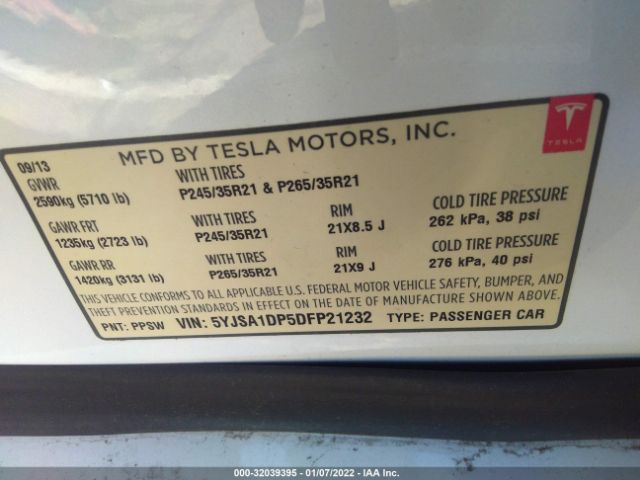 MFD BY TESLA MOTORS, INC.
TESLA
09/13
GVWR
2590kg (5710 lb)
WITH TIRES
P245/35R21 & P265/35R21
GAWR FRT
1235kg (2723 lb)
WITH TIRES
P245/35R21
RIM
21X8.5 J
COLD TIRE PRESSURE
262 kPa, 38 psi
GAWR RR
1420kg (3131 lb)
WITH TIRES
P265/35R21
RIM
21X9 J
COLD TIRE PRESSURE
276 kPa, 40 psi
THIS VEHICLE CONFORMS TO ALL APPLICABLE U.S. FEDERAL MOTOR VEHICLE SAFETY, BUMPER, AND
THEFT PREVENTION STANDARDS IN EFFECT ON THE DATE OF MANUFACTURE SHOWN ABOVE.
PNT: PPSW VIN: 5YJSA1DP5DFP21232 TYPE: PASSENGER CAR
000-32039395 - 01/07/2022 - IAA Inc.